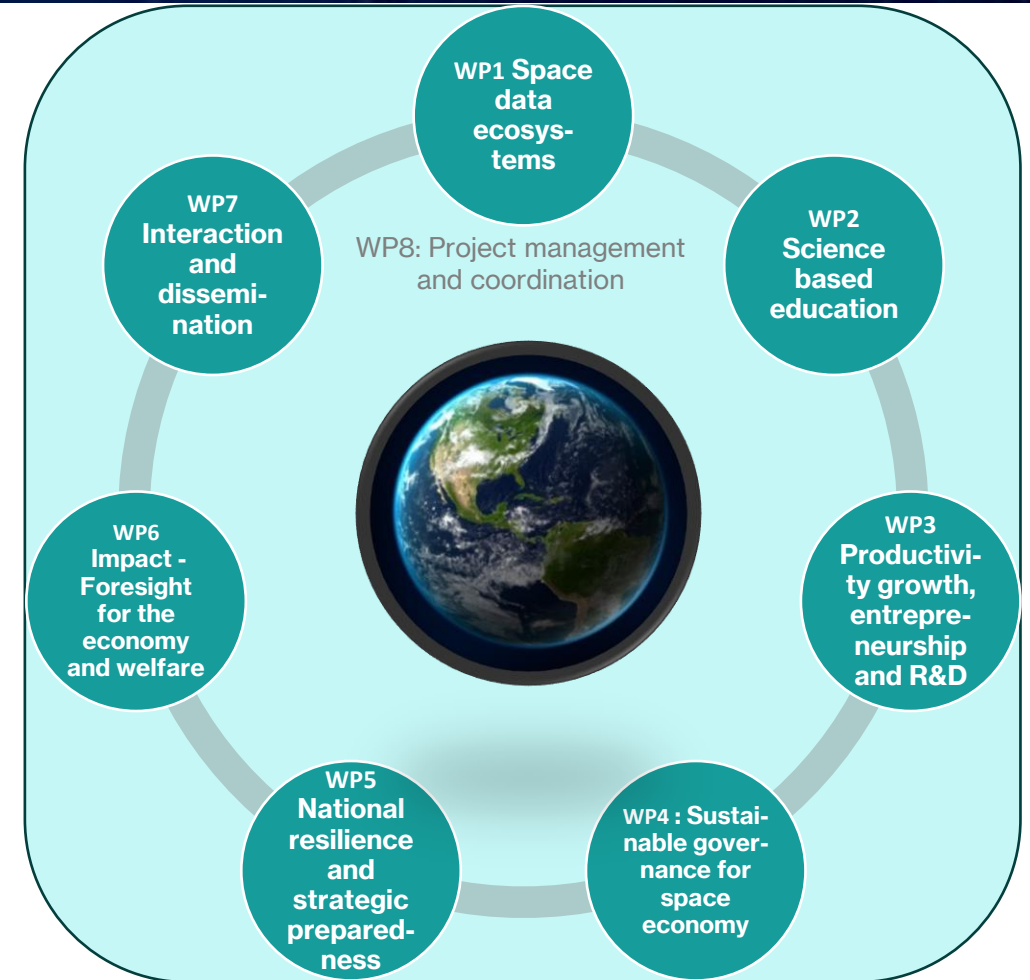 WP1 Space
data
ecosys-
tems
WP2
Science
based
education
WP3
Productivi-
ty growth,
entrepre-
neurship
and R&D
WP4 : Sustai-
nable gover-
nance for
space
economy
WP5
National
resilience
and
strategic
prepared-
ness
WP6
Impact -
Foresight
for the
economy
and welfare
WP7
Interaction
and
dissemi-
nation
WP8: Project management
and coordination